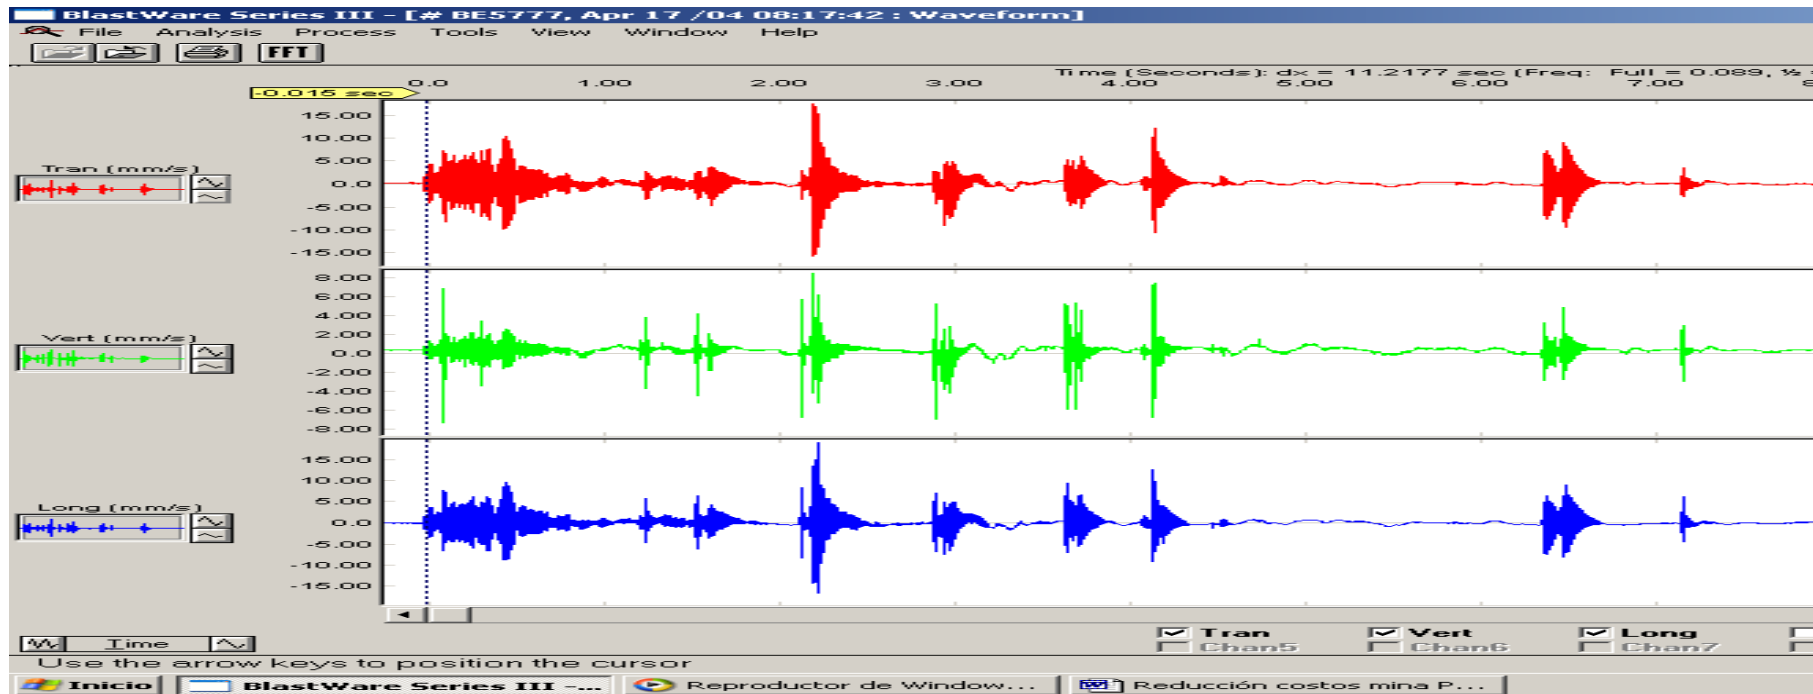 BlastWare Series III - [# BE5777, Apr 17 /04 08:17:42 : Waveform]
File Analysis Process Tools View Window Help
FFT
Time (Seconds): dx = 11.2177 sec (Freq: Full = 0.089, ½
0.0 1.00 2.00 3.00 4.00 5.00 6.00 7.00
-0.015 sec
15.00
10.00
5.00
Tran (mm/s)
0.0
-5.00
-10.00
-15.00
8.00
6.00
4.00
2.00
Vert (mm/s)
0.0
-2.00
-4.00
-6.00
-8.00
15.00
10.00
5.00
Long (mm/s)
0.0
-5.00
-10.00
-15.00
Time
Tran Vert Long
Chan5 Chan6 Chan7
Use the arrow keys to position the cursor
Inicio BlastWare Series III -... Reproductor de Window... Reducción costos mina P...